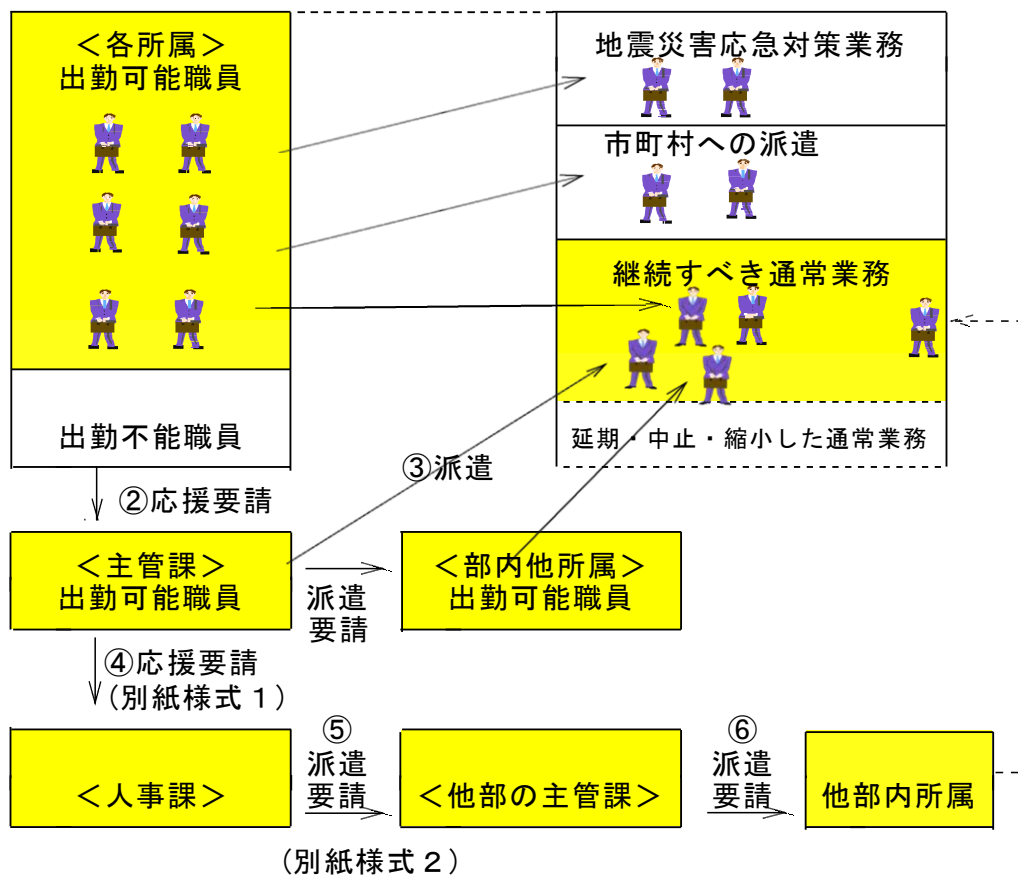 ＜各所属＞
出勤可能職員
出勤不能職員
地震災害応急対策業務
市町村への派遣
継続すべき通常業務
延期・中止・縮小した通常業務
②応援要請
③派遣
＜主管課＞
出勤可能職員
派遣
要請
＜部内他所属＞
出勤可能職員
④応援要請
（別紙様式１）
＜人事課＞
⑤
派遣
要請
（別紙様式２）
＜他部の主管課＞
⑥
派遣
要請
他部内所属